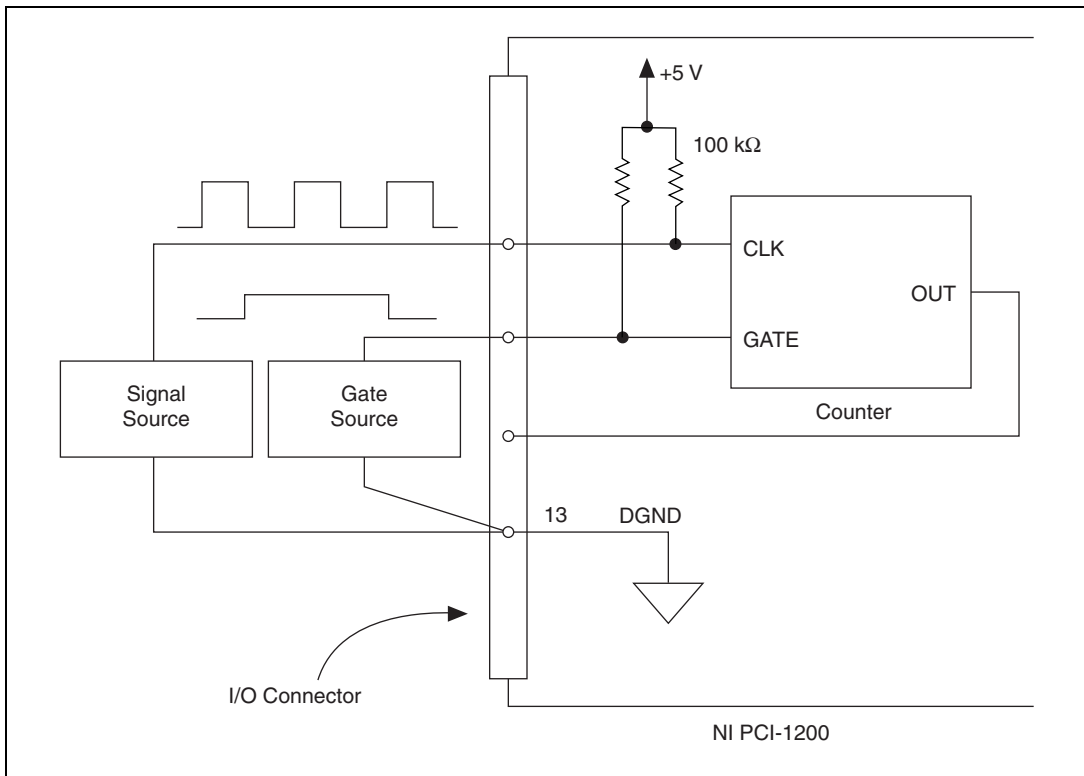 +5 V
100 kΩ
CLK
OUT
GATE
Signal
Source
Gate
Source
Counter
13
DGND
I/O Connector
NI PCI-1200